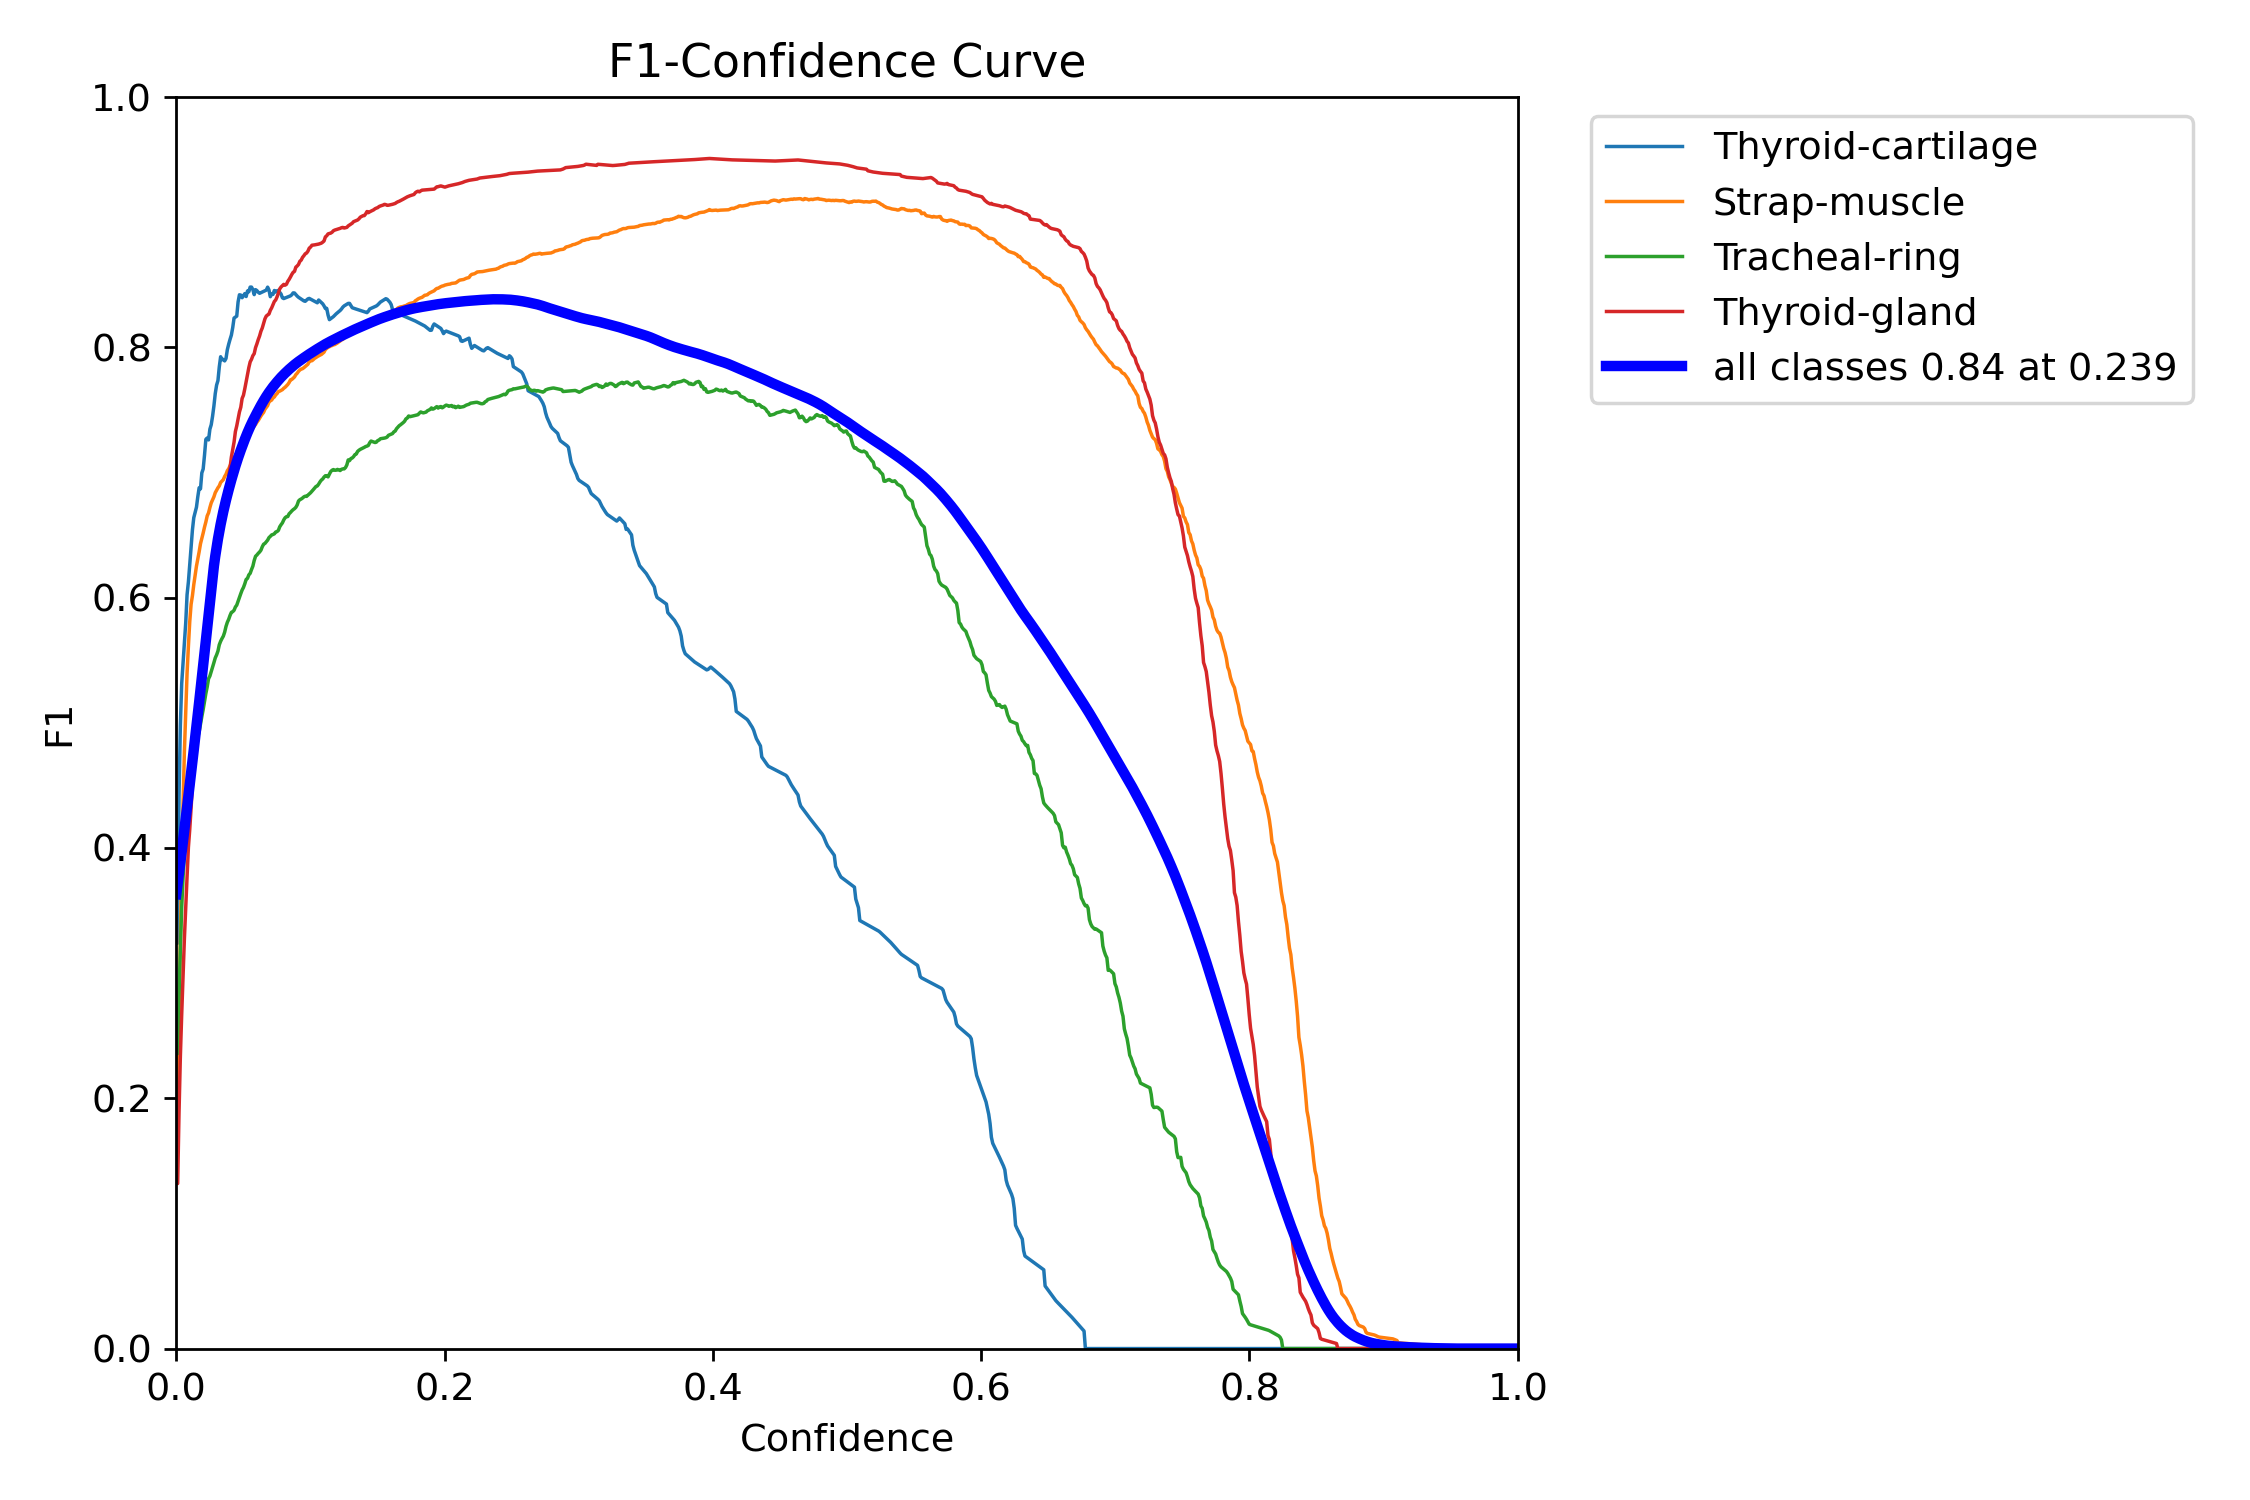 F1-Confidence Curve
1.0
0.8
0.6
0.4
0.2
0.0
F1
0.0 0.2 0.4 0.6 0.8 1.0
Confidence
Thyroid-cartilage
Strap-muscle
Tracheal-ring
Thyroid-gland
all classes 0.84 at 0.239